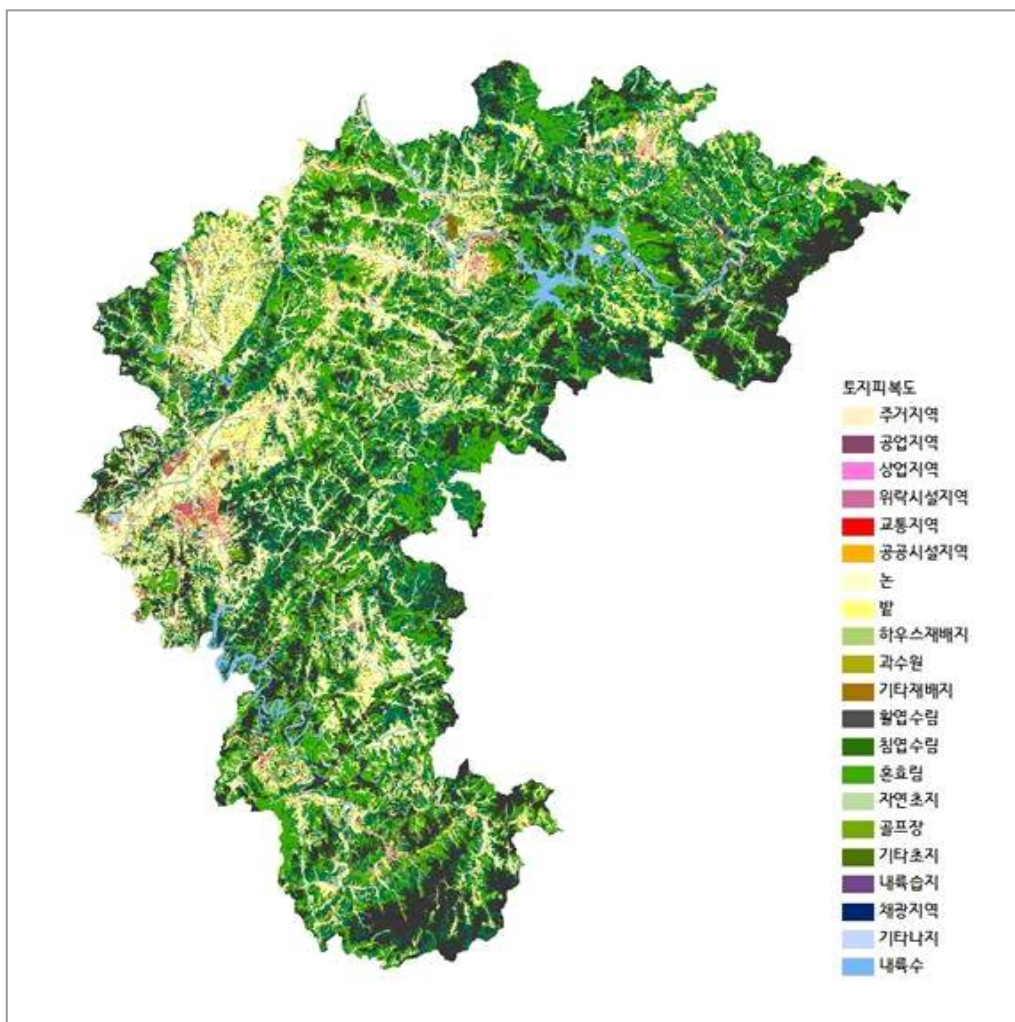 토지피복도
주거지역
공업지역
상업지역
위락시설지역
교통지역
공공시설지역
논
밭
하우스재배지
과수원
기타재배지
활엽수림
침엽수림
혼효림
자연초지
골프장
기타초지
내륙습지
채광지역
기타나지
내륙수